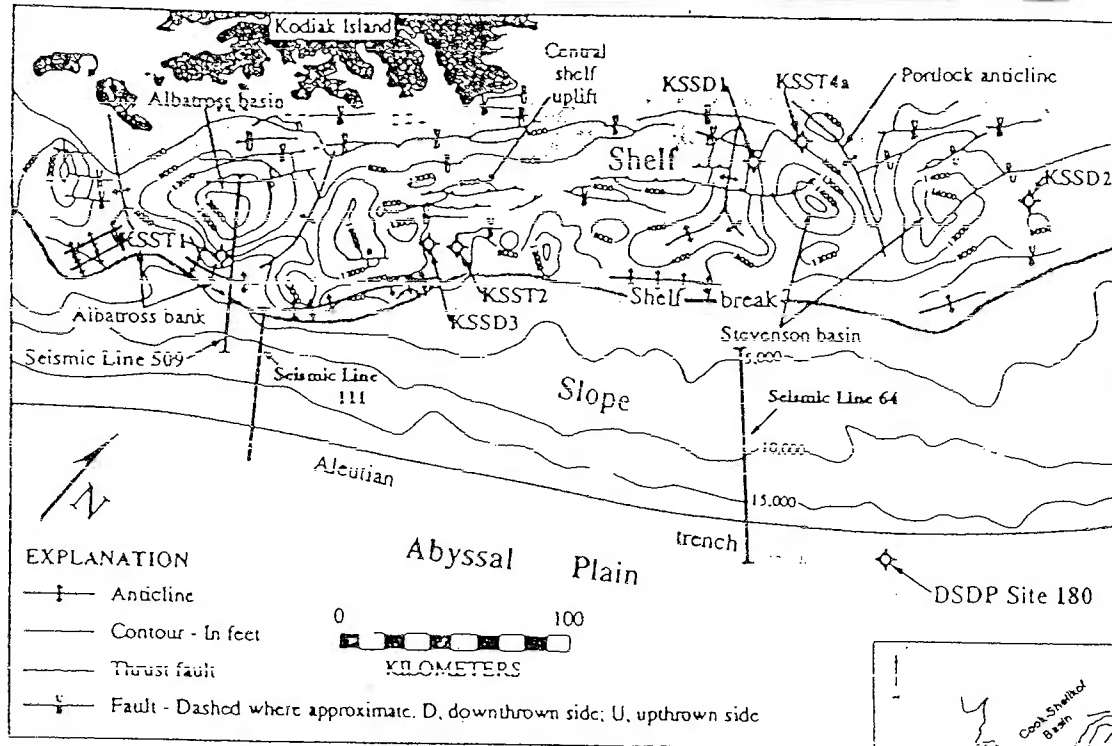 Kodiak Island
Albatross basin
Central
shelf
uplift
KSSD1
KSST4a
Portlock anticline
Shelf
KSSD2
KSST1
KSST2
KSSD3
Albatross bank
Shelf break
Stevenson basin
Seismic Line 509
Seismic Line
111
5,000
Slope
Seismic Line 64
10,000
15,000
Aleutian
trench
N
Abyssal Plain
DSDP Site 180
EXPLANATION
Anticline
Contour - In feet
Thrust fault
Fault - Dashed where approximate. D, downthrown side; U, upthrown side
0 100
KILOMETERS
Cook-Shelikof
Basin